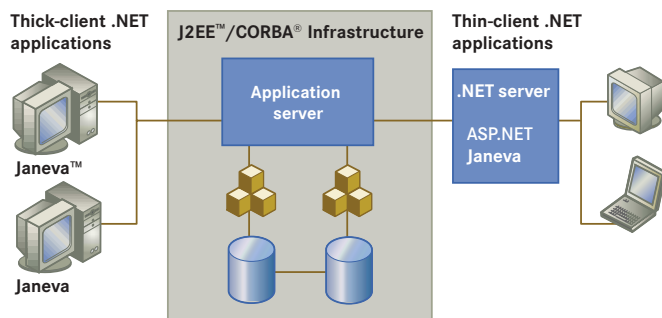 Thick-client .NET
applications
Janeva™
Janeva
J2EE™/CORBA® Infrastructure
Application
server
Thin-client .NET
applications
.NET server
ASP.NET
Janeva